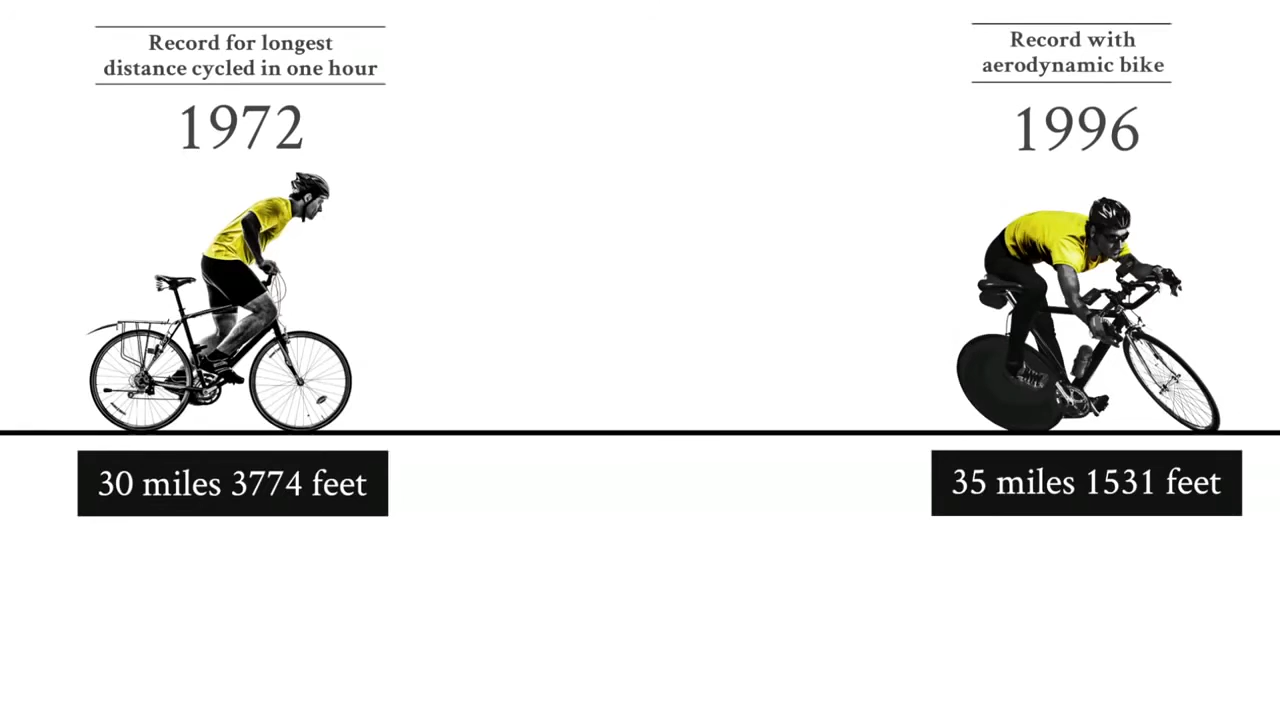 Record for longest
distance cycled in one hour
1972
30 miles 3774 feet
Record with
aerodynamic bike
1996
35 miles 1531 feet